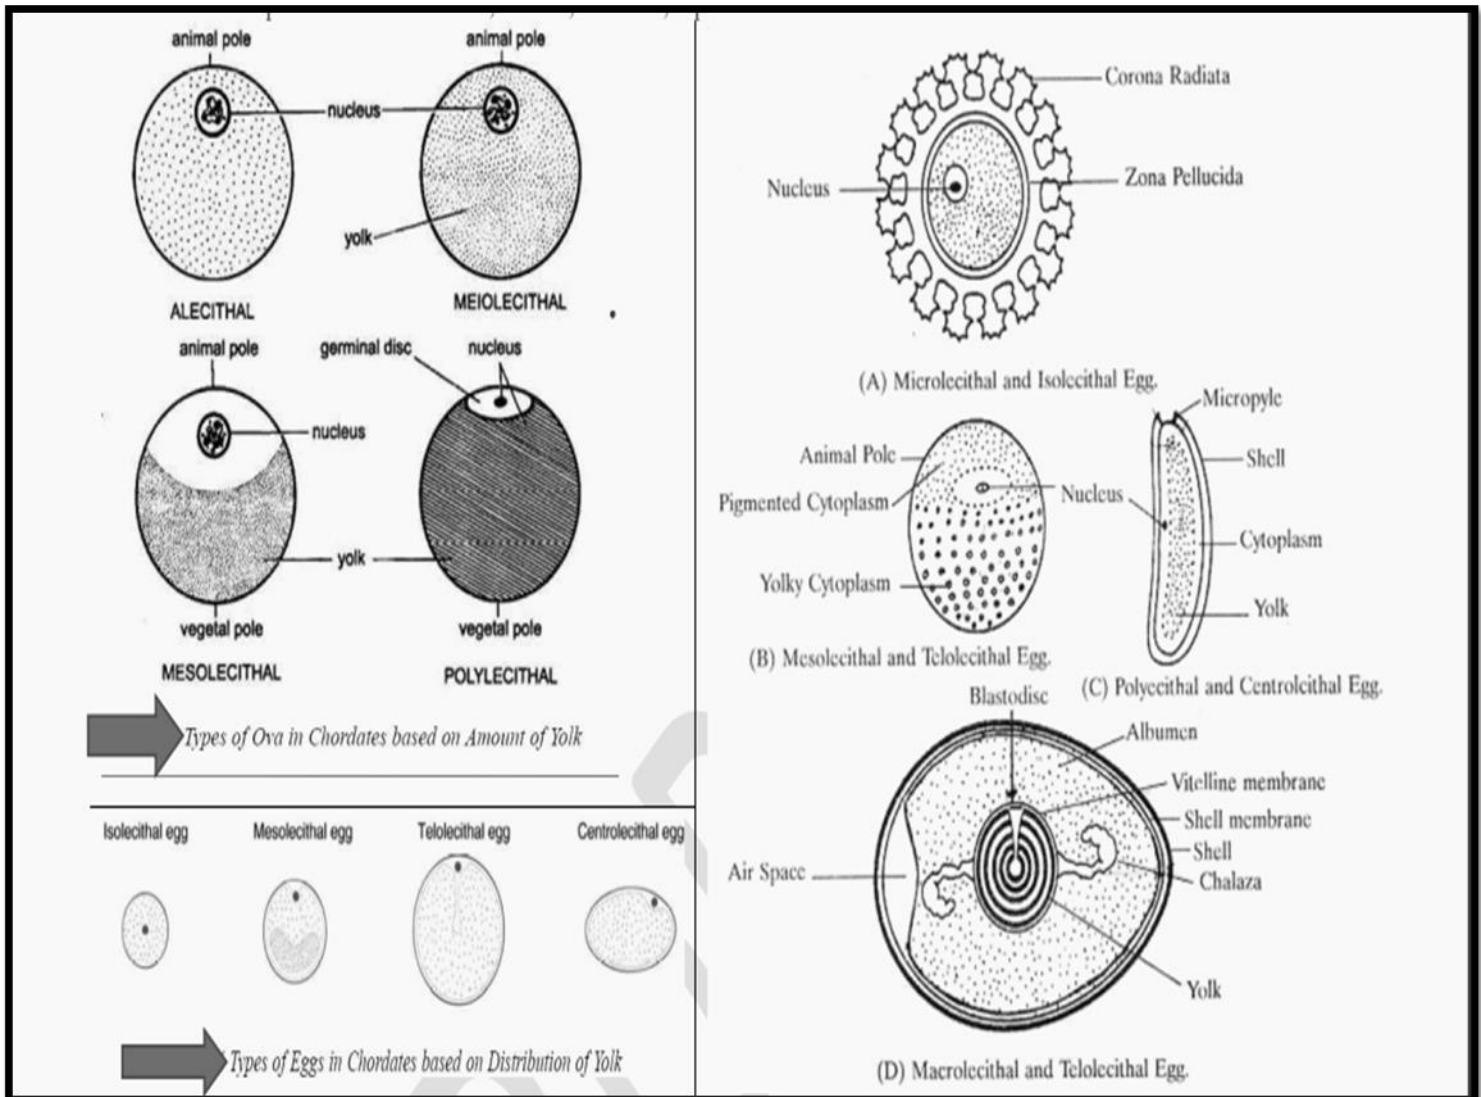 animal pole
animal pole
nucleus
yolk
ALECITHAL
MEIOLECITHAL
animal pole
germinal disc
nucleus
nucleus
yolk
vegetal pole
vegetal pole
MESOLECITHAL
POLYLECITHAL
Types of Ova in Chordates based on Amount of Yolk
Isolecithal egg
Mesolecithal egg
Telolecithal egg
Centrolecithal egg
Types of Eggs in Chordates based on Distribution of Yolk
Corona Radiata
Zona Pellucida
Nucleus
(A) Microlecithal and Isolecithal Egg.
Animal Pole
Pigmented Cytoplasm
Nucleus
Yolky Cytoplasm
(B) Mesolecithal and Telolecithal Egg.
Micropyle
Shell
Cytoplasm
Yolk
(C) Polyecithal and Centrolcithal Egg.
Blastodisc
Albumen
Vitelline membrane
Shell membrane
Shell
Chalaza
Air Space
Yolk
(D) Macrolecithal and Telolecithal Egg.